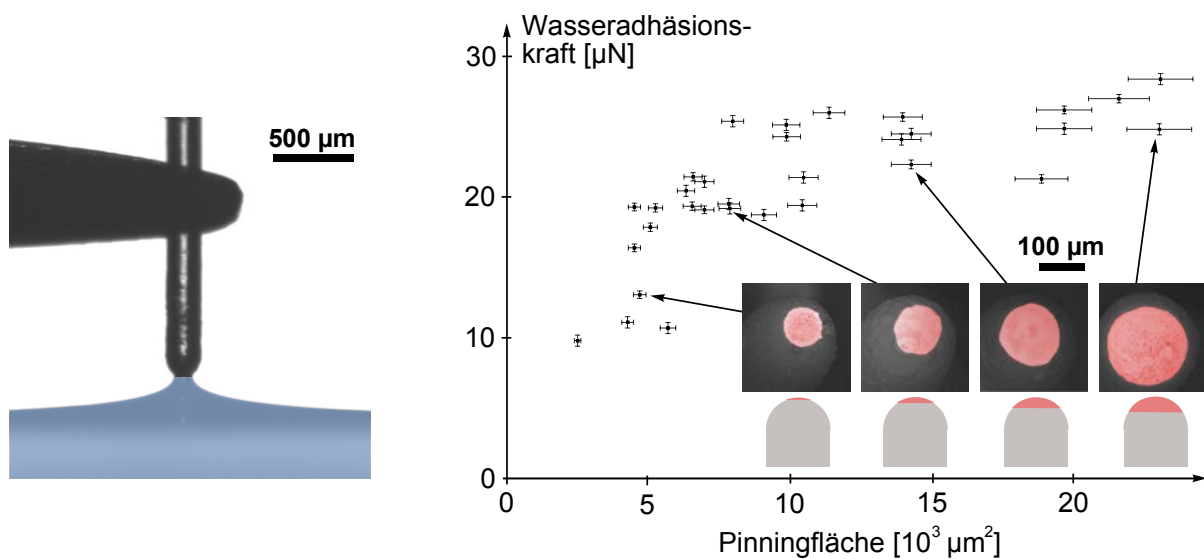 500 µm
Wasseradhäsions-
kraft [µN]
30
20
10
0
100 µm
0
5
10
15
20
Pinningfläche [10³ µm²]